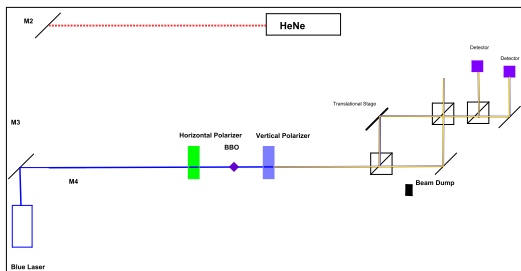 M2
HeNe
Detector
Detector
Translational Stage
M3
Horizontal Polarizer
Vertical Polarizer
BBO
M4
Beam Dump
Blue Laser